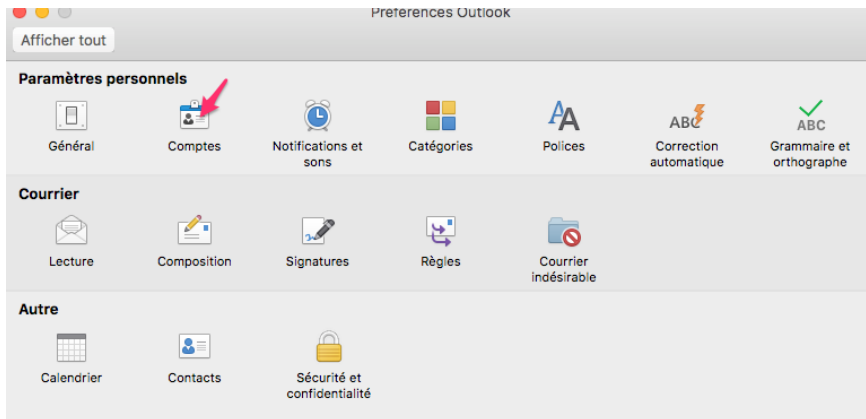 Préférences Outlook
Afficher tout
Paramètres personnels
Général
Comptes
Notifications et
sons
Catégories
Polices
Correction
automatique
Grammaire et
orthographe
ABC
ABC
Courrier
Lecture
Composition
Signatures
Règles
Courrier
indésirable
Autre
Calendrier
Contacts
Sécurité et
confidentialité